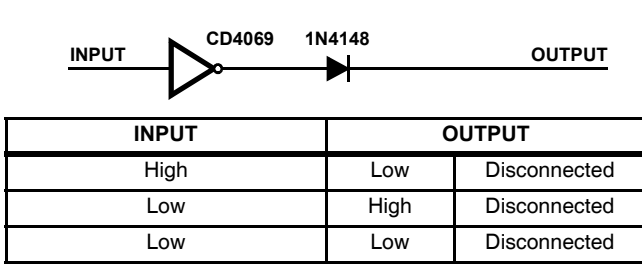 INPUT CD4069 1N4148 OUTPUT
INPUT OUTPUT
High Low Disconnected
Low High Disconnected
Low Low Disconnected